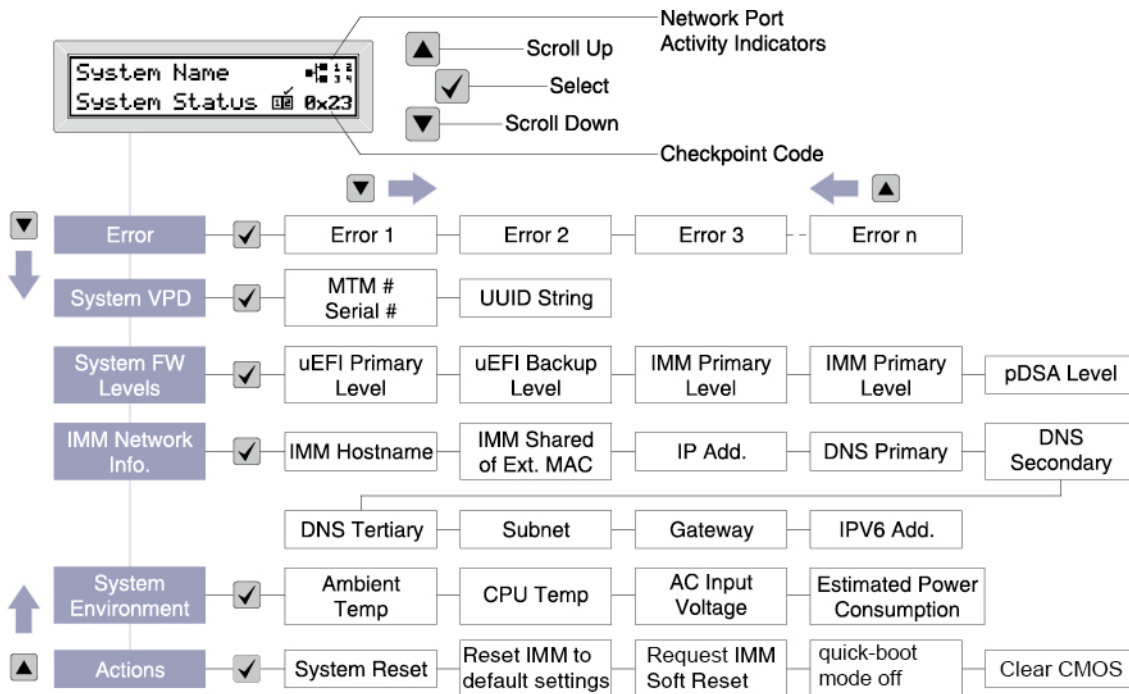 Network Port
Activity Indicators
System Name 1 2
3 4
System Status 12 0x23
Scroll Up
Select
Scroll Down
Checkpoint Code
Error
Error 1
Error 2
Error 3
Error n
System VPD
MTM #
Serial #
UUID String
System FW
Levels
uEFI Primary
Level
uEFI Backup
Level
IMM Primary
Level
IMM Primary
Level
pDSA Level
IMM Network
Info.
IMM Hostname
IMM Shared
of Ext. MAC
IP Add.
DNS Primary
DNS
Secondary
DNS Tertiary
Subnet
Gateway
IPV6 Add.
System
Environment
Ambient
Temp
CPU Temp
AC Input
Voltage
Estimated Power
Consumption
Actions
System Reset
Reset IMM to
default settings
Request IMM
Soft Reset
quick-boot
mode off
Clear CMOS